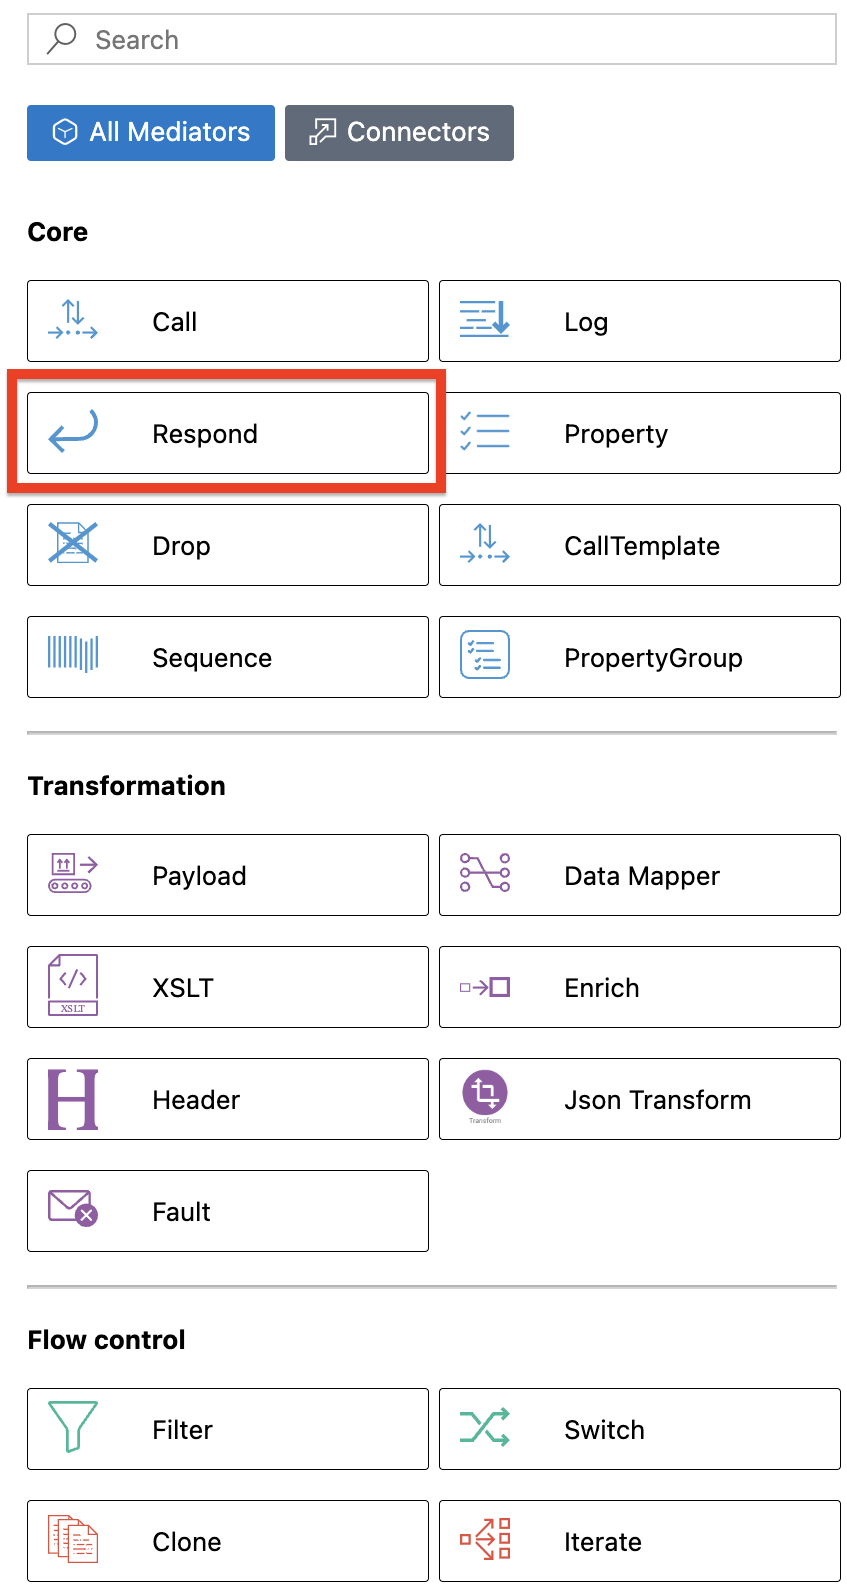 Search
All Mediators Connectors
Core
Call Log
Respond Property
Drop CallTemplate
Sequence PropertyGroup
Transformation
Payload Data Mapper
XSLT
XSLT Enrich
Header Json Transform
Transform
Fault
Flow control
Filter Switch
Clone Iterate